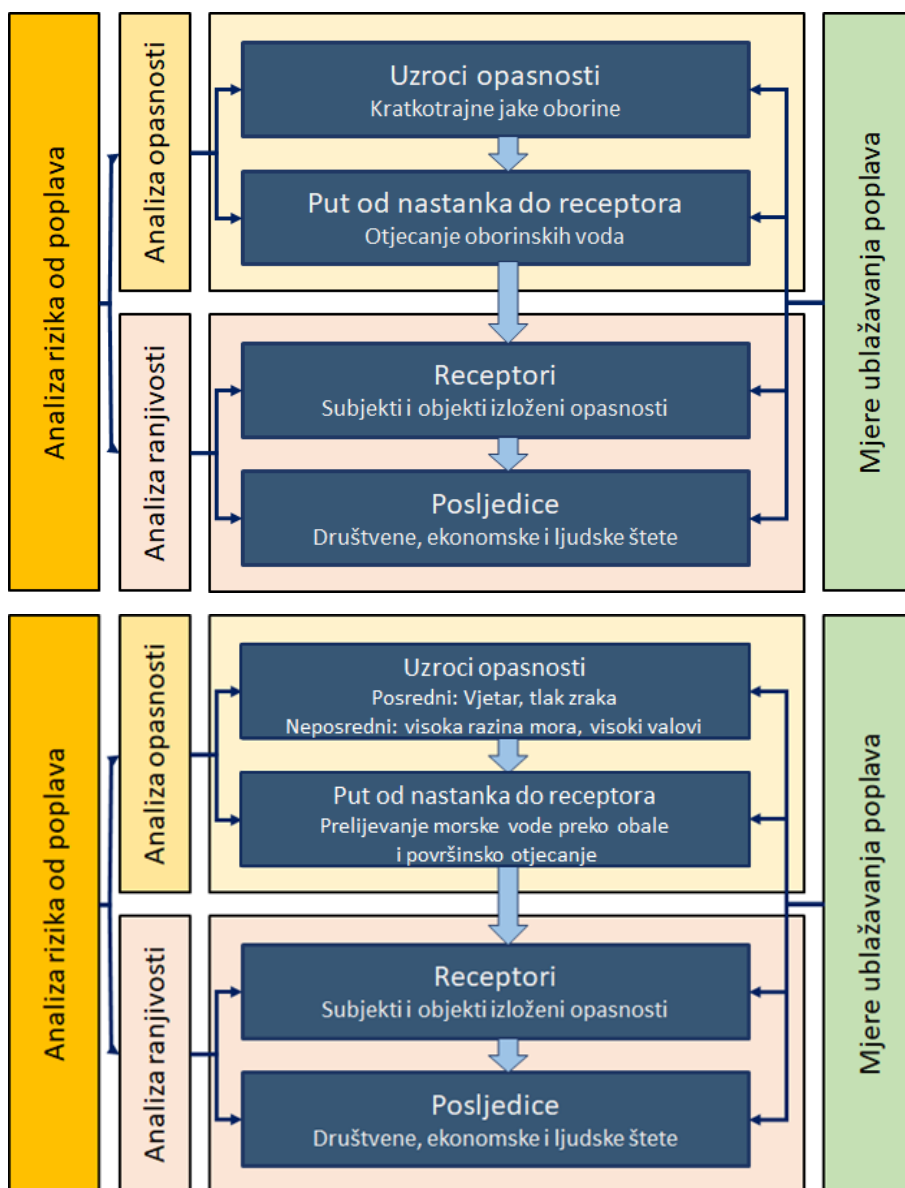 Analiza rizika od poplava
Analiza opasnosti
Uzroci opasnosti
Kratkotrajne jake oborine
Put od nastanka do receptora
Otjecanje oborinskih voda
Analiza ranjivosti
Receptori
Subjekti i objekti izloženi opasnosti
Posljedice
Društvene, ekonomske i ljudske štete
Mjere ublažavanja poplava
Analiza rizika od poplava
Analiza opasnosti
Uzroci opasnosti
Posredni: Vjetar, tlak zraka
Neposredni: visoka razina mora, visoki valovi
Put od nastanka do receptora
Prelijevanje morske vode preko obale
i površinsko otjecanje
Analiza ranjivosti
Receptori
Subjekti i objekti izloženi opasnosti
Posljedice
Društvene, ekonomske i ljudske štete
Mjere ublažavanja poplava